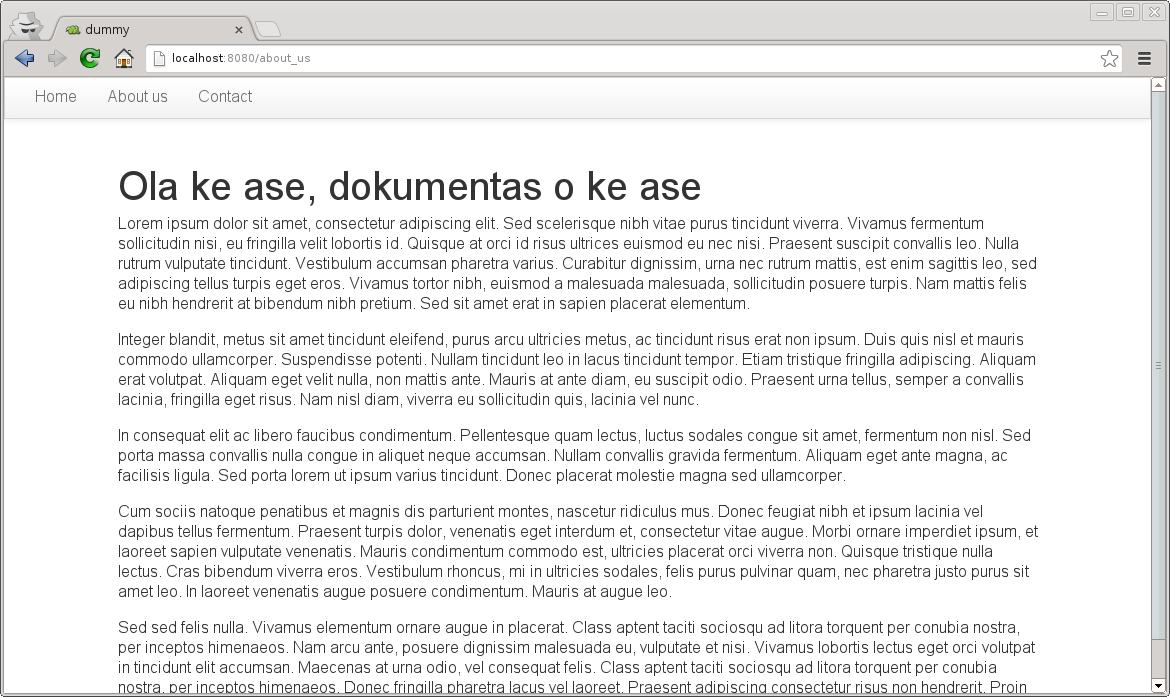 dummy
localhost:8080/about_us
Home About us Contact
Ola ke ase, dokumentas o ke ase
Lorem ipsum dolor sit amet, consectetur adipiscing elit. Sed scelerisque nibh vitae purus tincidunt viverra. Vivamus fermentum
sollicitudin nisi, eu fringilla velit lobortis id. Quisque at orci id risus ultrices euismod eu nec nisi. Praesent suscipit convallis leo. Nulla
rutrum vulputate tincidunt. Vestibulum accumsan pharetra varius. Curabitur dignissim, urna nec rutrum mattis, est enim sagittis leo, sed
adipiscing tellus turpis eget eros. Vivamus tortor nibh, euismod a malesuada malesuada, sollicitudin posuere turpis. Nam mattis felis
eu nibh hendrerit at bibendum nibh pretium. Sed sit amet erat in sapien placerat elementum.
Integer blandit, metus sit amet tincidunt eleifend, purus arcu ultricies metus, ac tincidunt risus erat non ipsum. Duis quis nisl et mauris
commodo ullamcorper. Suspendisse potenti. Nullam tincidunt leo in lacus tincidunt tempor. Etiam tristique fringilla adipiscing. Aliquam
erat volutpat. Aliquam eget velit nulla, non mattis ante. Mauris at ante diam, eu suscipit odio. Praesent urna tellus, semper a convallis
lacinia, fringilla eget risus. Nam nisl diam, viverra eu sollicitudin quis, lacinia vel nunc.
In consequat elit ac libero faucibus condimentum. Pellentesque quam lectus, luctus sodales congue sit amet, fermentum non nisl. Sed
porta massa convallis nulla congue in aliquet neque accumsan. Nullam convallis gravida fermentum. Aliquam eget ante magna, ac
facilisis ligula. Sed porta lorem ut ipsum varius tincidunt. Donec placerat molestie magna sed ullamcorper.
Cum sociis natoque penatibus et magnis dis parturient montes, nascetur ridiculus mus. Donec feugiat nibh et ipsum lacinia vel
dapibus tellus fermentum. Praesent turpis dolor, venenatis eget interdum et, consectetur vitae augue. Morbi ornare imperdiet ipsum, et
laoreet sapien vulputate venenatis. Mauris condimentum commodo est, ultricies placerat orci viverra non. Quisque tristique nulla
lectus. Cras bibendum viverra eros. Vestibulum rhoncus, mi in ultricies sodales, felis purus pulvinar quam, nec pharetra justo purus sit
amet leo. In laoreet venenatis augue posuere condimentum. Mauris at augue leo.
Sed sed felis nulla. Vivamus elementum ornare augue in placerat. Class aptent taciti sociosqu ad litora torquent per conubia nostra,
per inceptos himenaeos. Nam arcu ante, posuere dignissim malesuada eu, vulputate et nisi. Vivamus lobortis lectus eget orci volutpat
in tincidunt elit accumsan. Maecenas at urna odio, vel consequat felis. Class aptent taciti sociosqu ad litora torquent per conubia
nostra, per inceptos himenaeos. Donec fringilla pharetra lacus vel laoreet. Praesent adipiscing consectetur risus non hendrerit. Proin